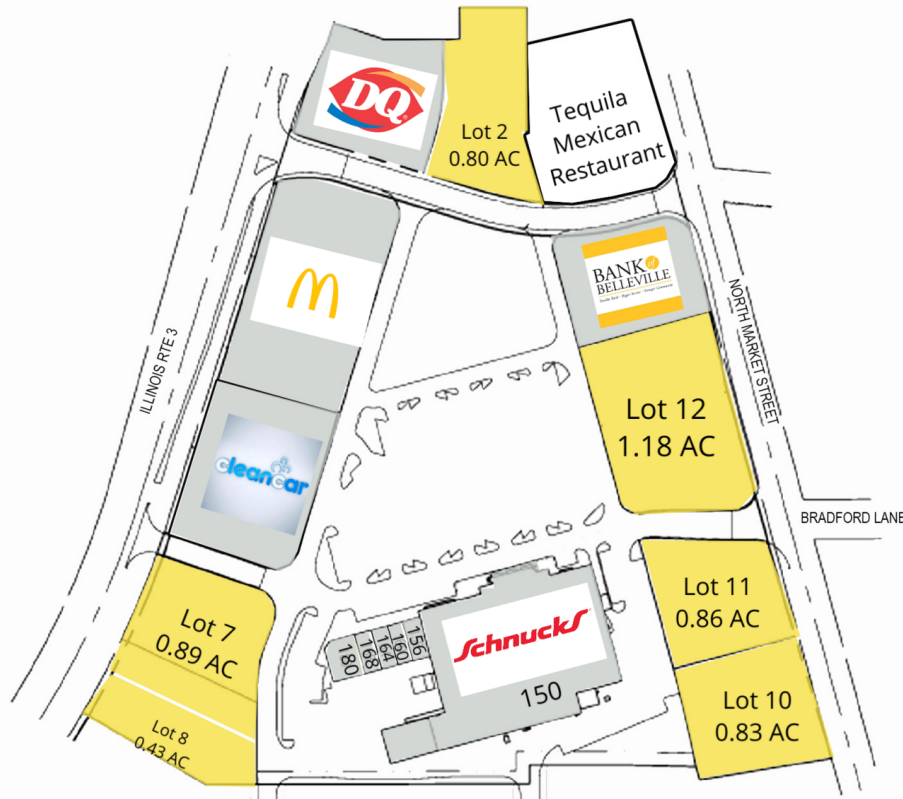 DQ
Lot 2
0.80 AC
Tequila
Mexican
Restaurant
BANK of
BELLEVILLE
ILLINOIS RTE 3
NORTH MARKET STREET
Lot 12
1.18 AC
cleancar
BRADFORD LANE
Lot 7
0.89 AC
Lot 11
0.86 AC
180
168
164
160
156
Schnucks
150
Lot 8
0.43 AC
Lot 10
0.83 AC